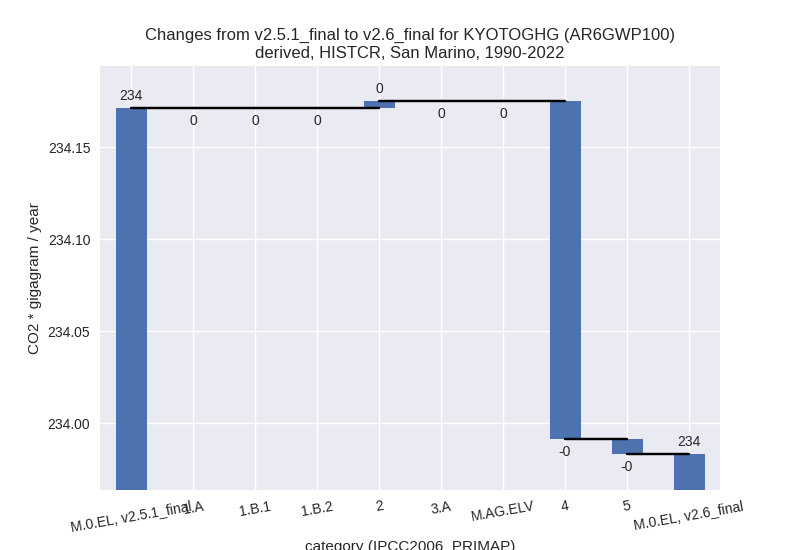 Changes from v2.5.1_final to v2.6_final for KYOTOGHG (AR6GWP100)
derived, HISTCR, San Marino, 1990-2022
234
0
0
0
0
0
0
-0
-0
234
234.15
234.10
234.05
234.00
CO2 * gigagram / year
M.0.EL, v2.5.1_final
1.A
1.B.1
1.B.2
2
3.A
M.AG.ELV
4
5
M.0.EL, v2.6_final
category (IPCC2006_PRIMAP)